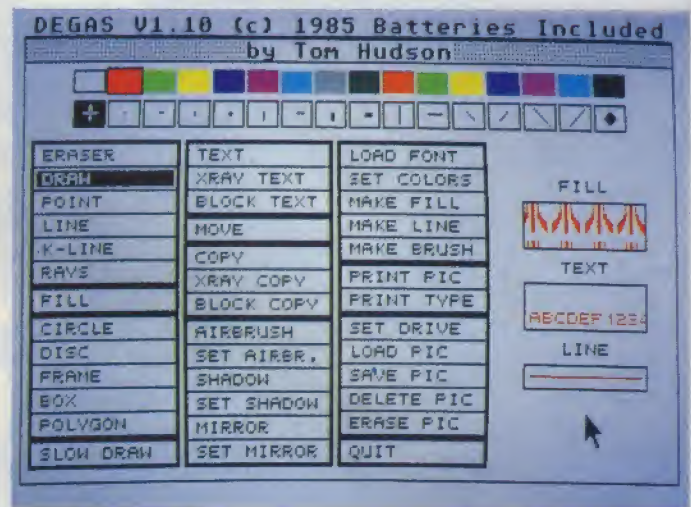 DEGAS V1.10 (c) 1985 Batteries Included
by Tom Hudson
ERASER
DRAW
POINT
LINE
K-LINE
RAYS
FILL
CIRCLE
DISC
FRAME
BOX
POLYGON
SLOW DRAW
TEXT
XRAY TEXT
BLOCK TEXT
MOVE
COPY
XRAY COPY
BLOCK COPY
AIRBRUSH
SET AIRBR.
SHADOW
SET SHADOW
MIRROR
SET MIRROR
LOAD FONT
SET COLORS
MAKE FILL
MAKE LINE
MAKE BRUSH
PRINT PIC
PRINT TYPE
SET DRIVE
LOAD PIC
SAVE PIC
DELETE PIC
ERASE PIC
QUIT
FILL
TEXT
ABCDEF1234
LINE